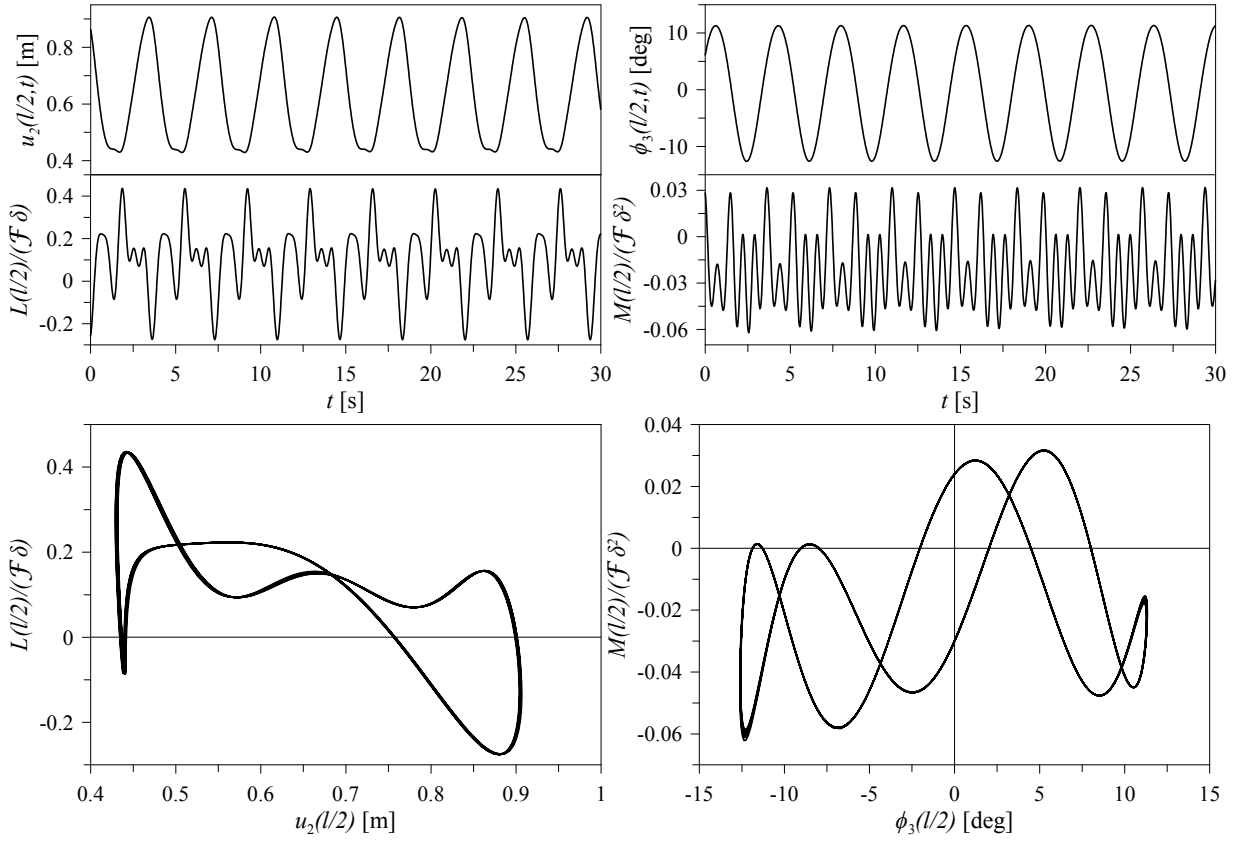 u₂(l/2,t) [m]
0.8
0.6
0.4
L(l/2)/(ℱ δ)
0.4
0.2
0
-0.2
0 5 10 15 20 25 30
t [s]
ϕ₃(l/2,t) [deg]
10
0
-10
M(l/2)/(ℱ δ²)
0.03
0
-0.03
-0.06
0 5 10 15 20 25 30
t [s]
L(l/2)/(ℱ δ)
0.4
0.2
0
-0.2
0.4 0.5 0.6 0.7 0.8 0.9 1
u₂(l/2) [m]
M(l/2)/(ℱ δ²)
0.04
0.02
0
-0.02
-0.04
-0.06
-15 -10 -5 0 5 10 15
ϕ₃(l/2) [deg]